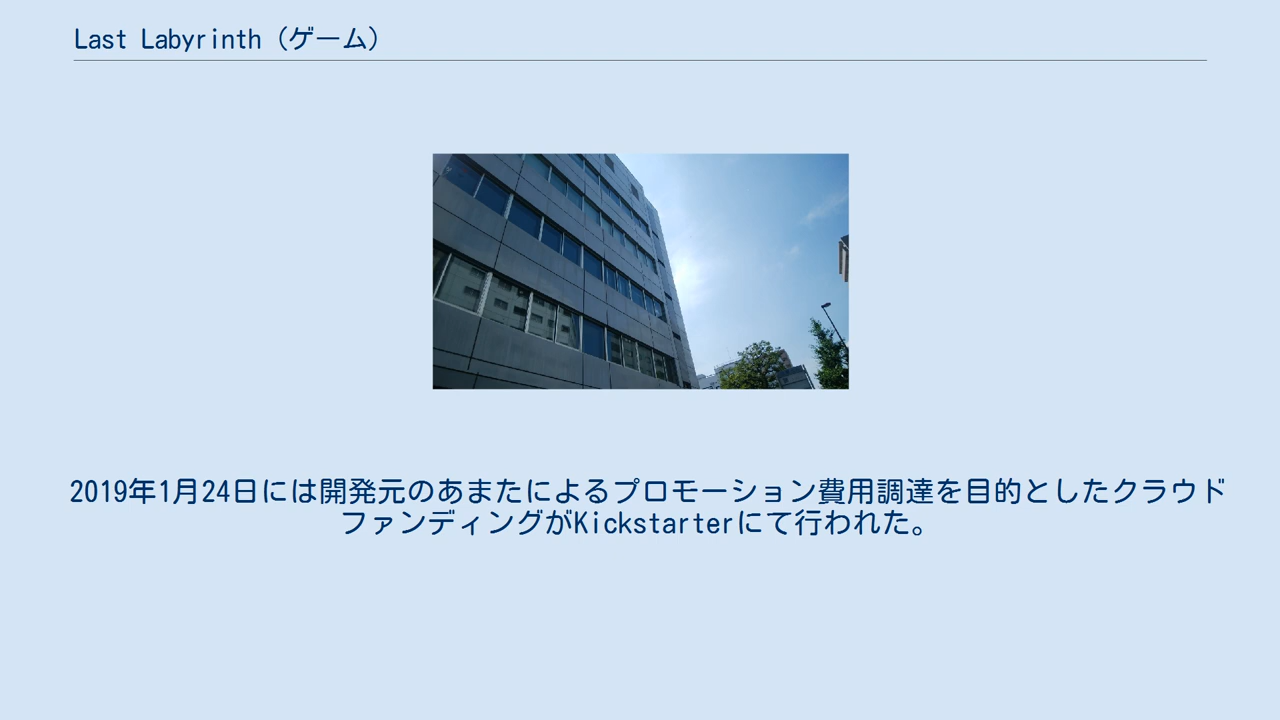 Last Labyrinth（ゲーム）
2019年1月24日には開発元のあまたによるプロモーション費用調達を目的としたクラウド
ファンディングがKickstarterにて行われた。